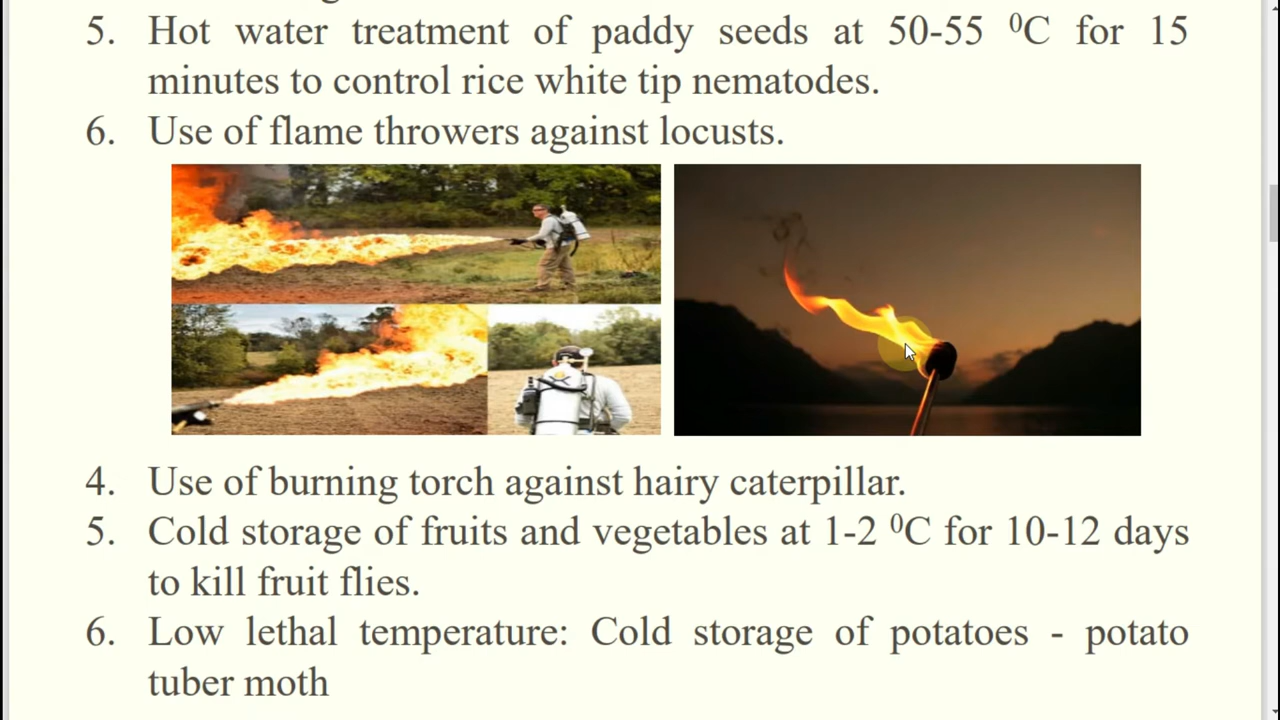 5. Hot water treatment of paddy seeds at 50-55 ⁰C for 15
minutes to control rice white tip nematodes.
6. Use of flame throwers against locusts.
4. Use of burning torch against hairy caterpillar.
5. Cold storage of fruits and vegetables at 1-2 ⁰C for 10-12 days
to kill fruit flies.
6. Low lethal temperature: Cold storage of potatoes - potato
tuber moth